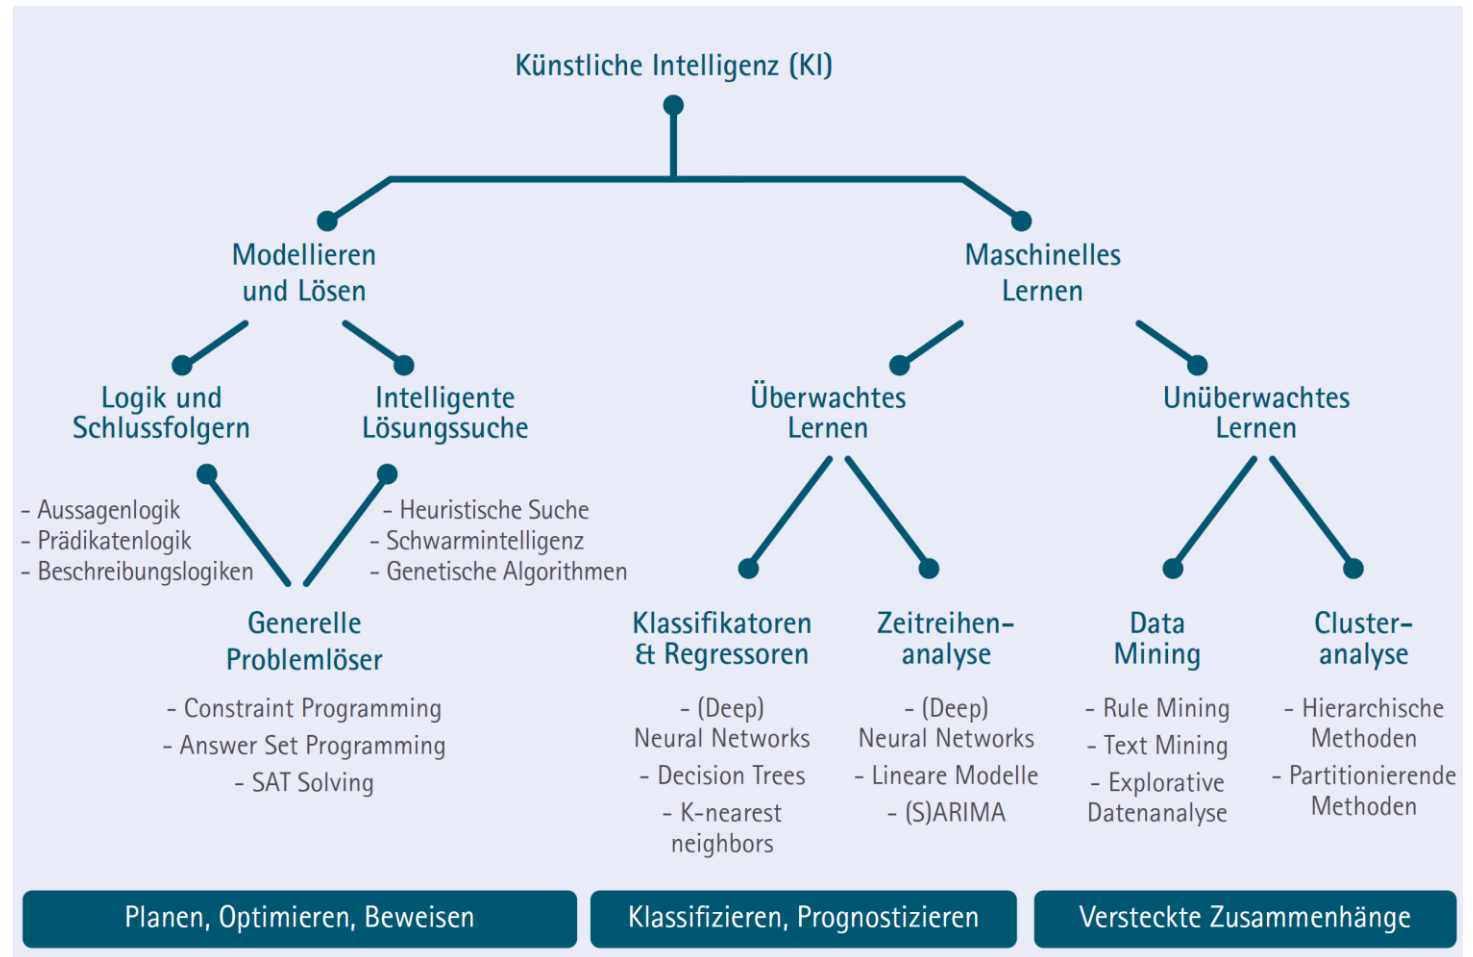 Künstliche Intelligenz (KI)
Modellieren
und Lösen
Maschinelles
Lernen
Logik und
Schlussfolgern
Intelligente
Lösungssuche
Überwachtes
Lernen
Unüberwachtes
Lernen
- Aussagenlogik
- Prädikatenlogik
- Beschreibungslogiken
- Heuristische Suche
- Schwarmintelligenz
- Genetische Algorithmen
Generelle
Problemlöser
- Constraint Programming
- Answer Set Programming
- SAT Solving
Klassifikatoren
& Regressoren
- (Deep)
Neural Networks
- Decision Trees
- K-nearest
neighbors
Zeitreihen-
analyse
- (Deep)
Neural Networks
- Lineare Modelle
- (S)ARIMA
Data
Mining
- Rule Mining
- Text Mining
- Explorative
Datenanalyse
Cluster-
analyse
- Hierarchische
Methoden
- Partitionierende
Methoden
Planen, Optimieren, Beweisen
Klassifizieren, Prognostizieren
Versteckte Zusammenhänge